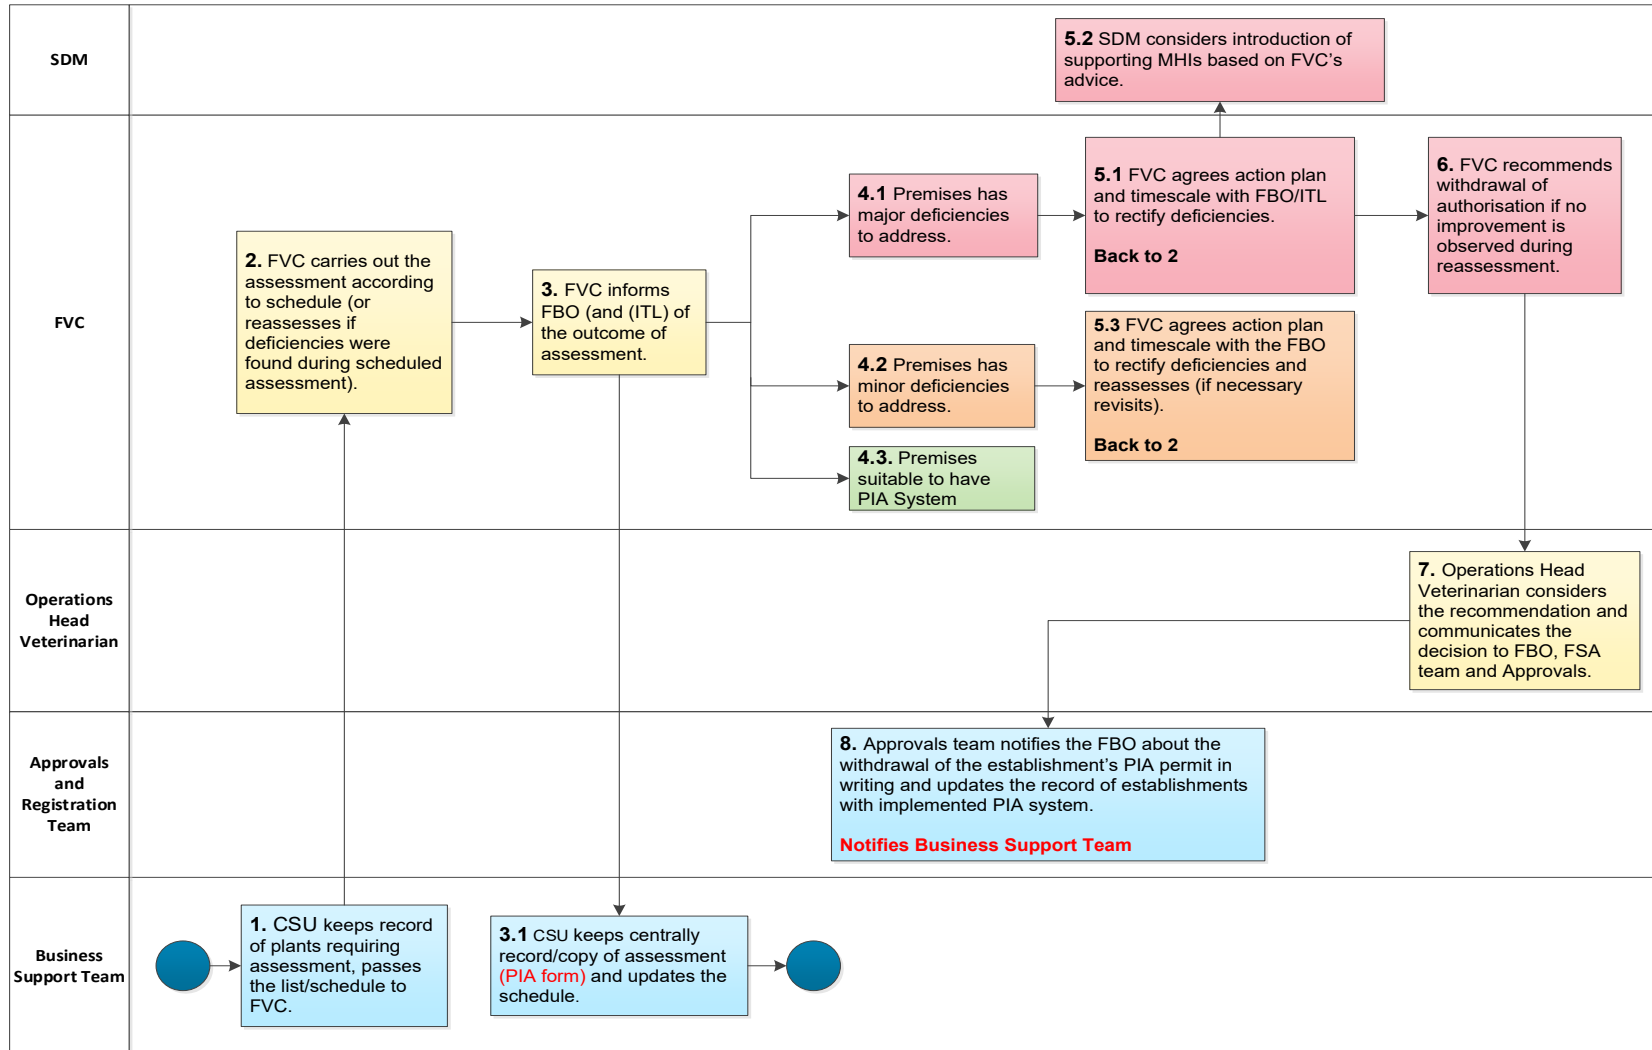 SDM
5.2 SDM considers introduction of
supporting MHIs based on FVC's
advice.
FVC
2. FVC carries out the
assessment according
to schedule (or
reassesses if
deficiencies were
found during scheduled
assessment).
3. FVC informs
FBO (and (ITL) of
the outcome of
assessment.
4.1 Premises has
major deficiencies
to address.
5.1 FVC agrees action plan
and timescale with FBO/ITL
to rectify deficiencies.
Back to 2
6. FVC recommends
withdrawal of
authorisation if no
improvement is
observed during
reassessment.
4.2 Premises has
minor deficiencies
to address.
5.3 FVC agrees action plan
and timescale with the FBO
to rectify deficiencies and
reassesses (if necessary
revisits).
Back to 2
4.3. Premises
suitable to have
PIA System
Operations
Head
Veterinarian
7. Operations Head
Veterinarian considers
the recommendation and
communicates the
decision to FBO, FSA
team and Approvals.
Approvals
and
Registration
Team
8. Approvals team notifies the FBO about the
withdrawal of the establishment's PIA permit in
writing and updates the record of establishments
with implemented PIA system.
Notifies Business Support Team
Business
Support Team
1. CSU keeps record
of plants requiring
assessment, passes
the list/schedule to
FVC.
3.1 CSU keeps centrally
record/copy of assessment
(PIA form) and updates the
schedule.